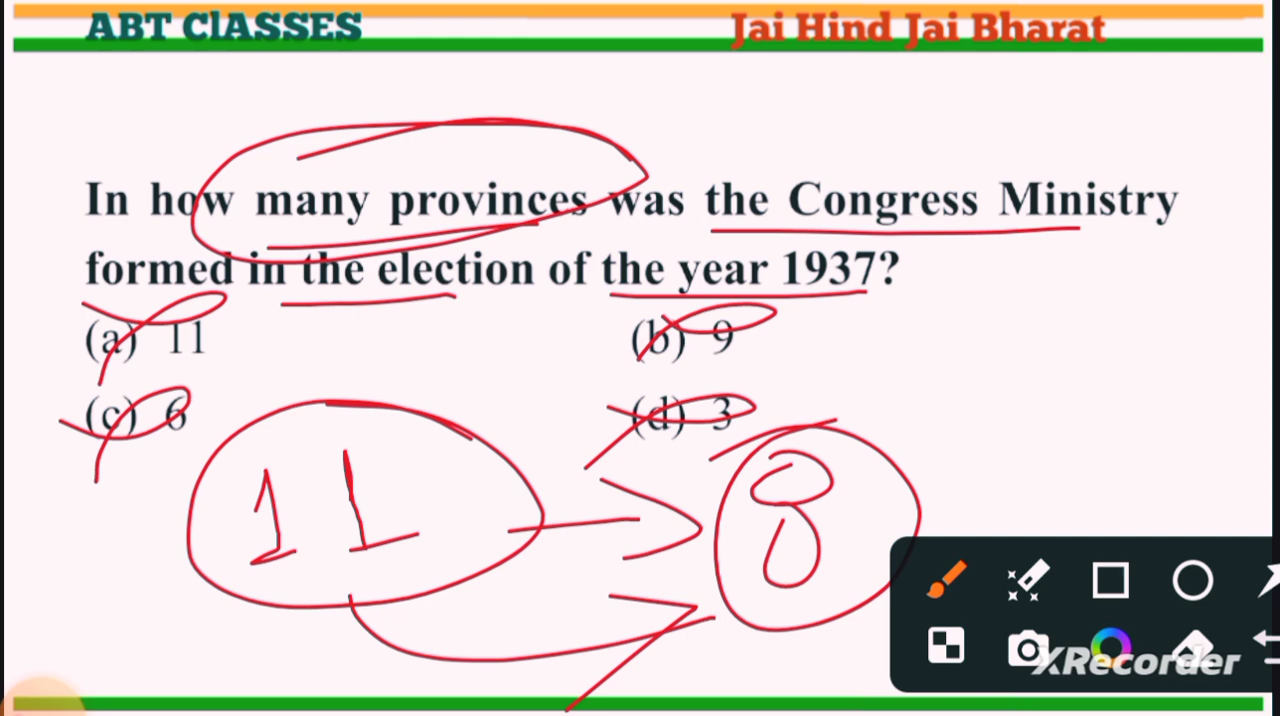 ABT ClASSES Jai Hind Jai Bharat
In how many provinces was the Congress Ministry
formed in the election of the year 1937?
(a) 11 (b) 9
(c) 6 (d) 3
11 8
XRecorder